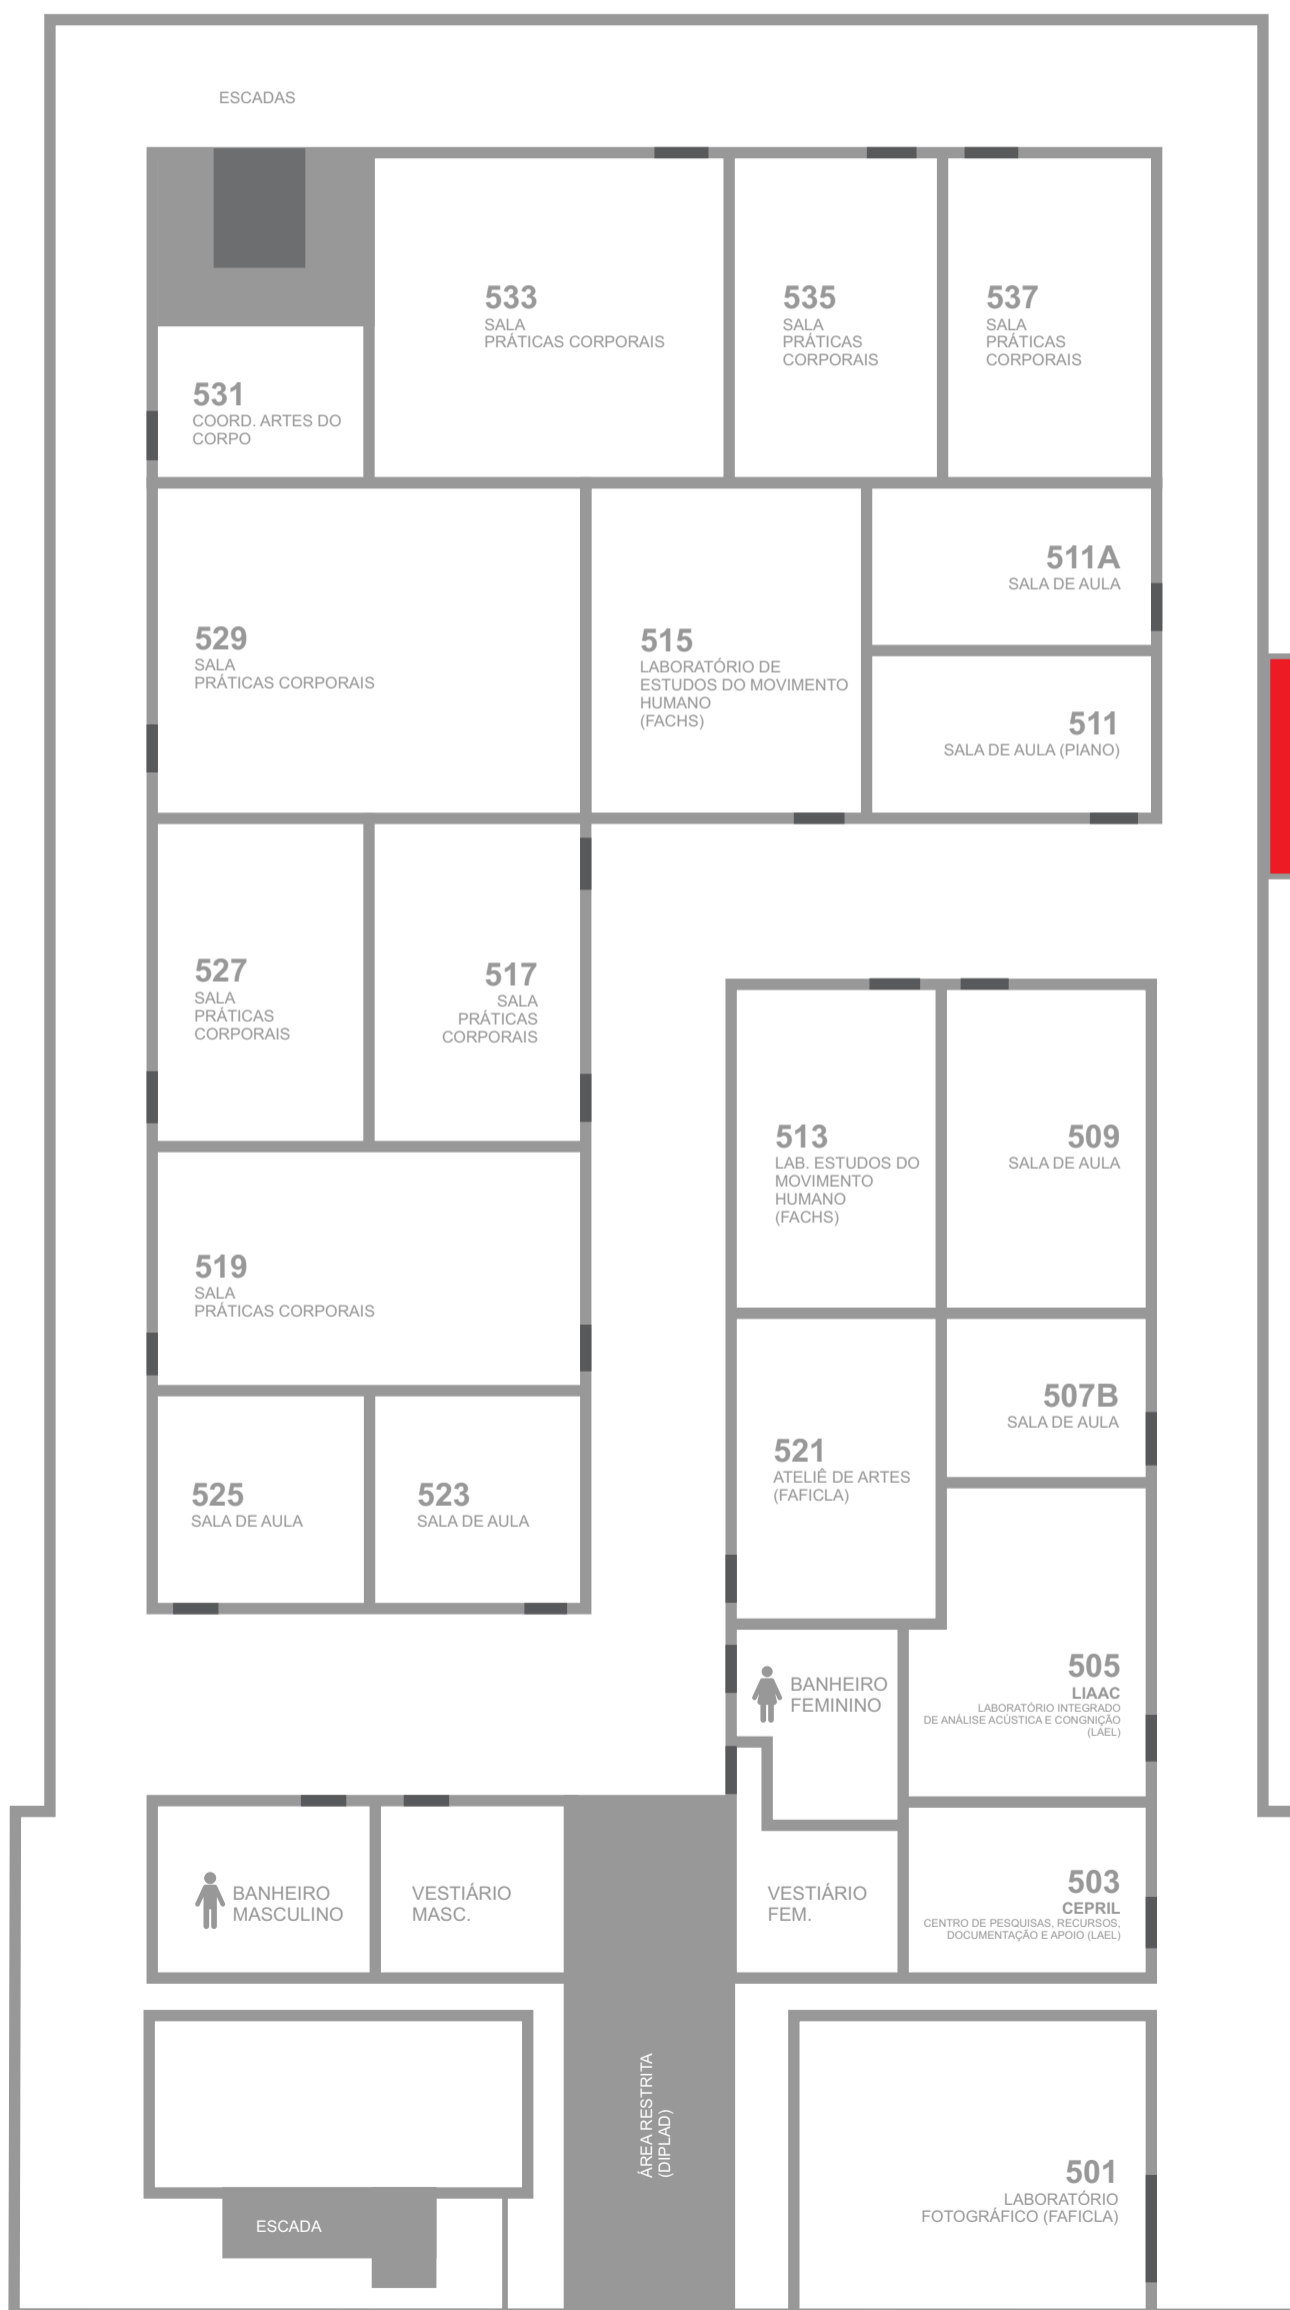 ESCADAS
533
SALA
PRÁTICAS CORPORAIS
535
SALA
PRÁTICAS
CORPORAIS
537
SALA
PRÁTICAS
CORPORAIS
531
COORD. ARTES DO
CORPO
511A
SALA DE AULA
529
SALA
PRÁTICAS CORPORAIS
515
LABORATÓRIO DE
ESTUDOS DO MOVIMENTO
HUMANO
(FACHS)
511
SALA DE AULA (PIANO)
527
SALA
PRÁTICAS
CORPORAIS
517
SALA
PRÁTICAS
CORPORAIS
513
LAB. ESTUDOS DO
MOVIMENTO
HUMANO
(FACHS)
509
SALA DE AULA
519
SALA
PRÁTICAS CORPORAIS
507B
SALA DE AULA
521
ATELIÊ DE ARTES
(FAFICLA)
525
SALA DE AULA
523
SALA DE AULA
BANHEIRO
FEMININO
505
LIAAC
LABORATÓRIO INTEGRADO
DE ANÁLISE ACÚSTICA E CONGNIÇÃO
(LAEL)
BANHEIRO
MASCULINO
VESTIÁRIO
MASC.
VESTIÁRIO
FEM.
503
CEPRIL
CENTRO DE PESQUISAS, RECURSOS,
DOCUMENTAÇÃO E APOIO (LAEL)
ÁREA RESTRITA
(DIPLAD)
501
LABORATÓRIO
FOTOGRÁFICO (FAFICLA)
ESCADA